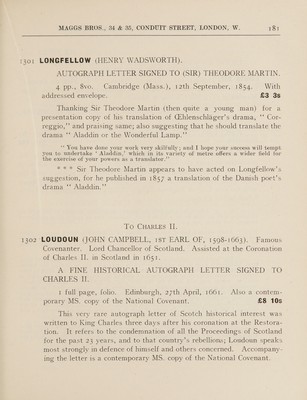 MAGGS BROS., 34 & 35, CONDUIT STREET, LONDON, W. 181
1301 LONGFELLOW (HENRY WADSWORTH).
AUTOGRAPH LETTER SIGNED TO (SIR) THEODORE MARTIN.
4 pp., 8vo. Cambridge (Mass.), 12th September, 1854. With
addressed envelope. £3 3s
Thanking Sir Theodore Martin (then quite a young man) for a
presentation copy of his translation of Œhlenschläger's drama, " Cor-
reggio," and praising same; also suggesting that he should translate the
drama " Aladdin or the Wonderful Lamp."
" You have done your work very skilfully; and I hope your success will tempt
you to undertake ' Aladdin,' which in its variety of metro offers a wider field for
the exercise of your powers as a translator."
* * * Sir Theodore Martin appears to have acted on Longfellow's
suggestion, for he published in 1857 a translation of the Danish poet's
drama " Aladdin."
TO CHARLES II.
1302 LOUDOUN (JOHN CAMPBELL, 1ST EARL OF, 1598-1663). Famous
Covenanter. Lord Chancellor of Scotland. Assisted at the Coronation
of Charles II. in Scotland in 1651.
A FINE HISTORICAL AUTOGRAPH LETTER SIGNED TO
CHARLES II.
1 full page, folio. Edinburgh, 27th April, 1661. Also a contem-
porary MS. copy of the National Covenant. £8 10s
This very rare autograph letter of Scotch historical interest was
written to King Charles three days after his coronation at the Restora-
tion. It refers to the condemnation of all the Proceedings of Scotland
for the past 23 years, and to that country's rebellions; Loudoun speaks
most strongly in defence of himself and others concerned. Accompany-
ing the letter is a contemporary MS. copy of the National Covenant.